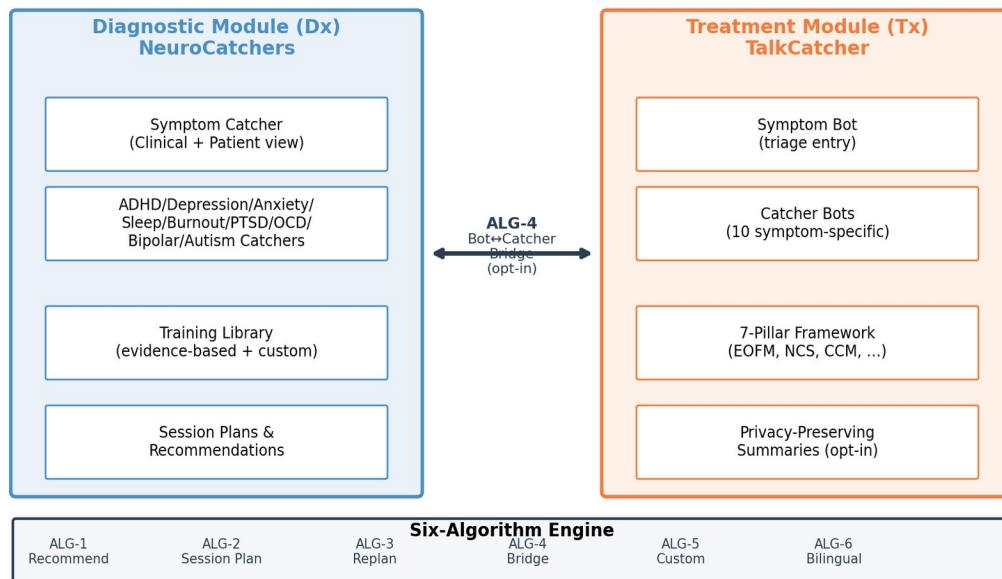 Diagnostic Module (Dx)
NeuroCatchers
Symptom Catcher
(Clinical + Patient view)
ADHD/Depression/Anxiety/
Sleep/Burnout/PTSD/OCD/
Bipolar/Autism Catchers
Training Library
(evidence-based + custom)
Session Plans &
Recommendations
ALG-4
Bot↔Catcher
Bridge
(opt-in)
Treatment Module (Tx)
TalkCatcher
Symptom Bot
(triage entry)
Catcher Bots
(10 symptom-specific)
7-Pillar Framework
(EOFM, NCS, CCM, ...)
Privacy-Preserving
Summaries (opt-in)
Six-Algorithm Engine
ALG-1
Recommend
ALG-2
Session Plan
ALG-3
Replan
ALG-4
Bridge
ALG-5
Custom
ALG-6
Bilingual